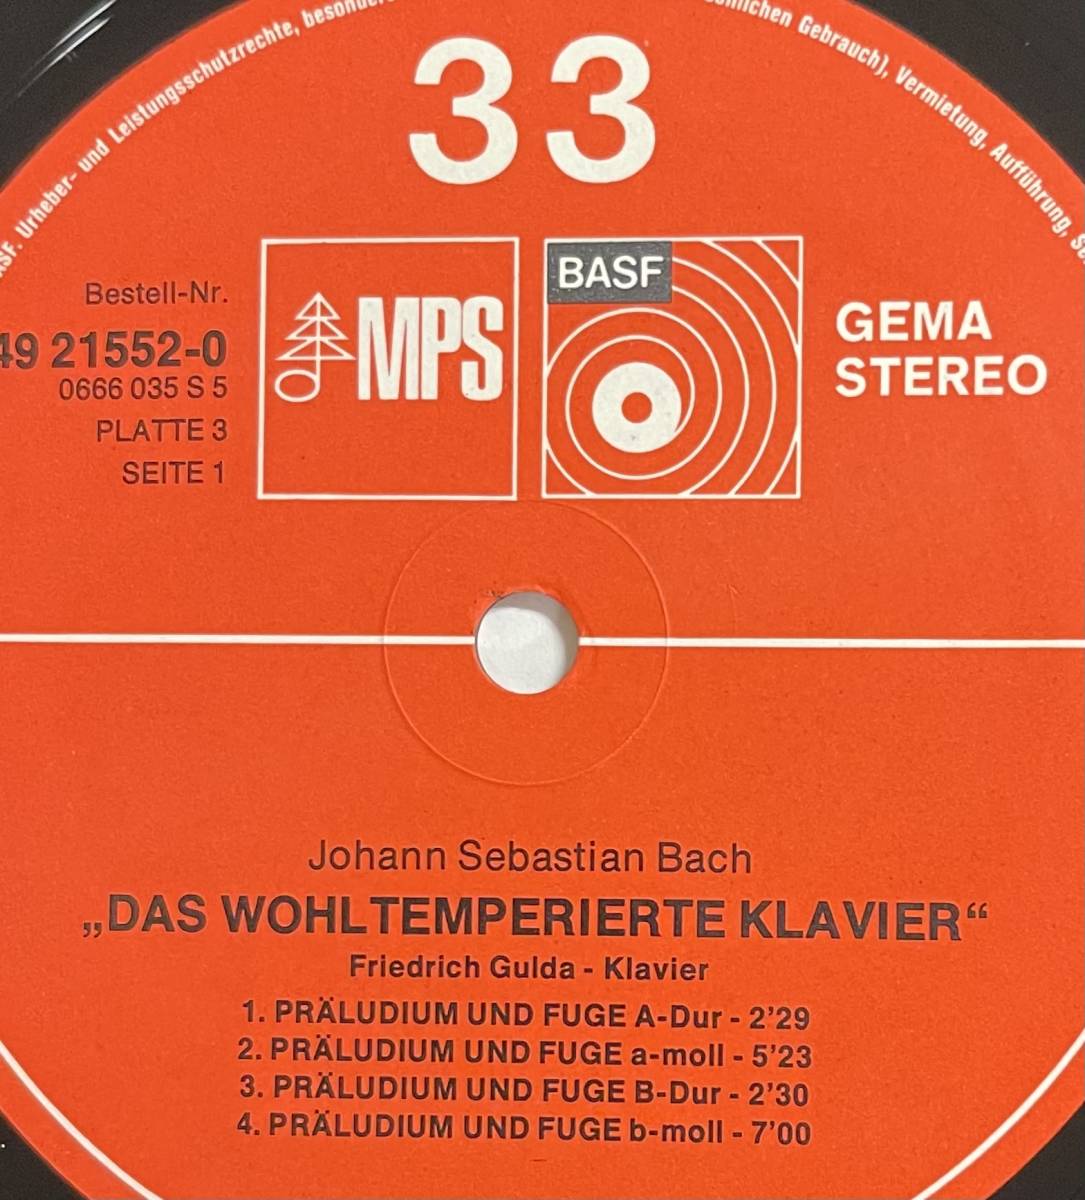 Urheber- und Leistungsschutzrechte,
Gebrauch), Vermietung, Aufführung,
33
Bestell-Nr.
49 21552-0
0666 035 S 5
PLATTE 3
SEITE 1
MPS
BASF
GEMA
STEREO
Johann Sebastian Bach
„DAS WOHLTEMPERIERTE KLAVIER“
Friedrich Gulda - Klavier
1. PRÄLUDIUM UND FUGE A-Dur - 2’29
2. PRÄLUDIUM UND FUGE a-moll - 5’23
3. PRÄLUDIUM UND FUGE B-Dur - 2’30
4. PRÄLUDIUM UND FUGE b-moll - 7’00